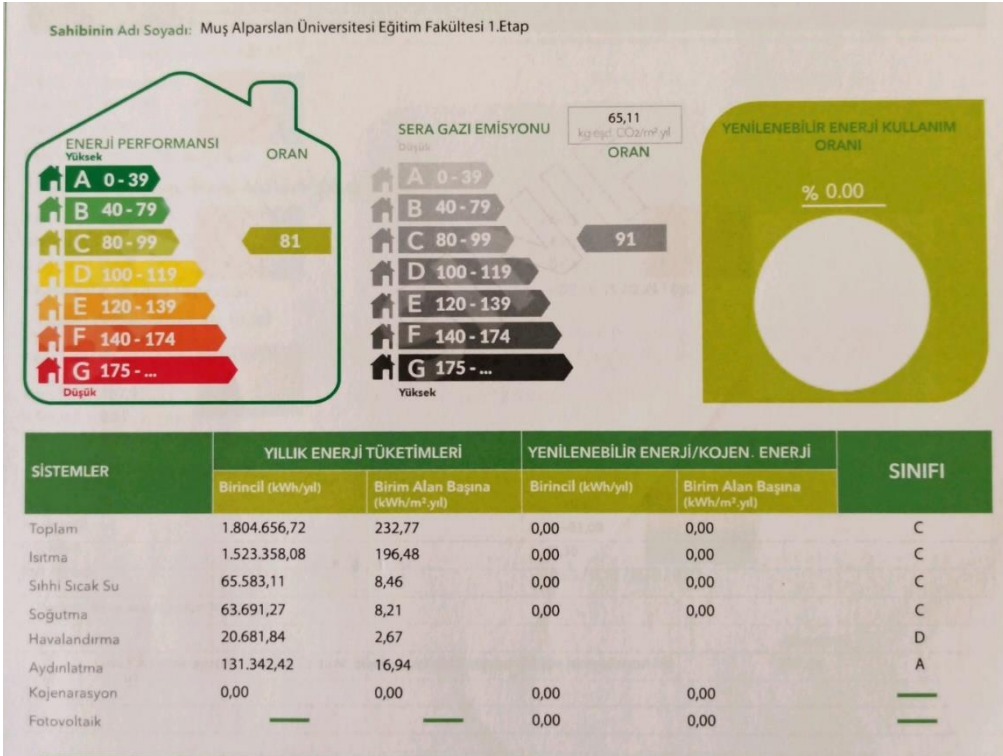 Sahibinin Adı Soyadı: Muş Alparslan Üniversitesi Eğitim Fakültesi 1.Etap
ENERJİ PERFORMANSI
Yüksek
ORAN
A 0 - 39
B 40 - 79
C 80 - 99
81
D 100 - 119
E 120 - 139
F 140 - 174
G 175 - ...
Düşük
SERA GAZI EMİSYONU
Düşük
65,11
kg eşd. CO2/m² yıl
ORAN
A 0 - 39
B 40 - 79
C 80 - 99
91
D 100 - 119
E 120 - 139
F 140 - 174
G 175 - ...
Yüksek
YENİLENEBİLİR ENERJİ KULLANIM
ORANI
% 0.00
SİSTEMLER YILLIK ENERJİ TÜKETİMLERİ YENİLENEBİLİR ENERJİ/KOJEN. ENERJİ SINIFI
Birincil (kWh/yıl) Birim Alan Başına (kWh/m².yıl) Birincil (kWh/yıl) Birim Alan Başına (kWh/m².yıl)
Toplam 1.804.656,72 232,77 0,00 0,00 C
Isıtma 1.523.358,08 196,48 0,00 0,00 C
Sıhhi Sıcak Su 65.583,11 8,46 0,00 0,00 C
Soğutma 63.691,27 8,21 0,00 0,00 C
Havalandırma 20.681,84 2,67 D
Aydınlatma 131.342,42 16,94 A
Kojenarasyon 0,00 0,00 0,00 0,00
Fotovoltaik 0,00 0,00